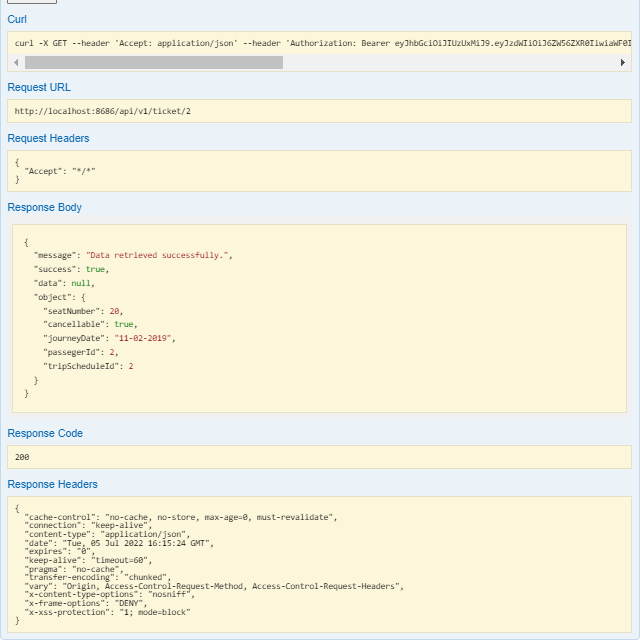 Curl
curl -X GET --header 'Accept: application/json' --header 'Authorization: Bearer eyJhbGciOiJIUzUxMiJ9.eyJzdWIiOiJ6ZW56ZXR0IiwiaWF0I
Request URL
http://localhost:8686/api/v1/ticket/2
Request Headers
{
"Accept": "*/*"
}
Response Body
{
"message": "Data retrieved successfully.",
"success": true,
"data": null,
"object": {
"seatNumber": 20,
"cancellable": true,
"journeyDate": "11-02-2019",
"passegerId": 2,
"tripScheduleId": 2
}
}
Response Code
200
Response Headers
{
"cache-control": "no-cache, no-store, max-age=0, must-revalidate",
"connection": "keep-alive",
"content-type": "application/json",
"date": "Tue, 05 Jul 2022 16:15:24 GMT",
"expires": "0",
"keep-alive": "timeout=60",
"pragma": "no-cache",
"transfer-encoding": "chunked",
"vary": "Origin, Access-Control-Request-Method, Access-Control-Request-Headers",
"x-content-type-options": "nosniff",
"x-frame-options": "DENY",
"x-xss-protection": "1; mode=block"
}